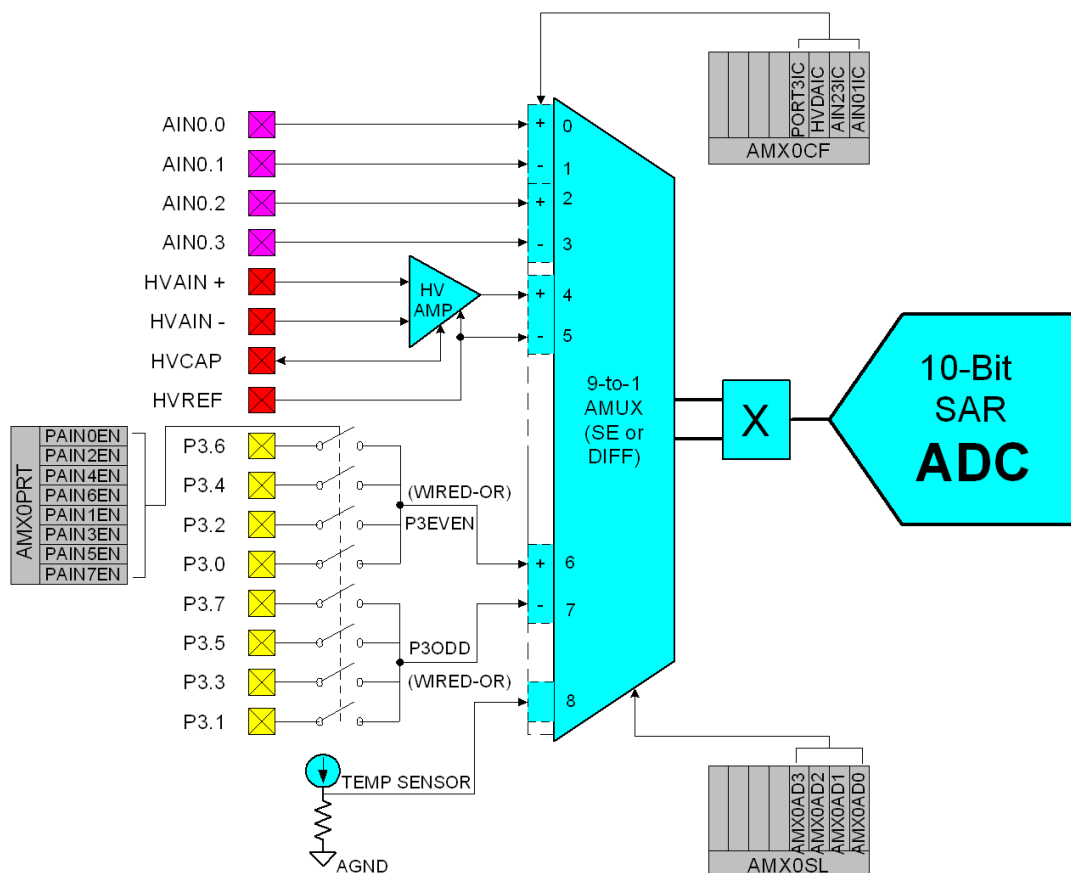 PORT3IC
HVDAIC
AIN23IC
AIN01IC
AMX0CF
AIN0.0
+
0
AIN0.1
-
1
AIN0.2
+
2
AIN0.3
-
3
HVAIN +
HV
AMP
+
4
HVAIN -
-
5
HVCAP
HVREF
9-to-1
AMUX
(SE or
DIFF)
X
10-Bit
SAR
ADC
AMX0PRT
PAIN0EN
PAIN2EN
PAIN4EN
PAIN6EN
PAIN1EN
PAIN3EN
PAIN5EN
PAIN7EN
P3.6
P3.4
(WIRED-OR)
P3.2
P3EVEN
P3.0
+
6
P3.7
-
7
P3.5
P3ODD
P3.3
(WIRED-OR)
P3.1
8
TEMP SENSOR
AGND
AMX0AD3
AMX0AD2
AMX0AD1
AMX0AD0
AMX0SL